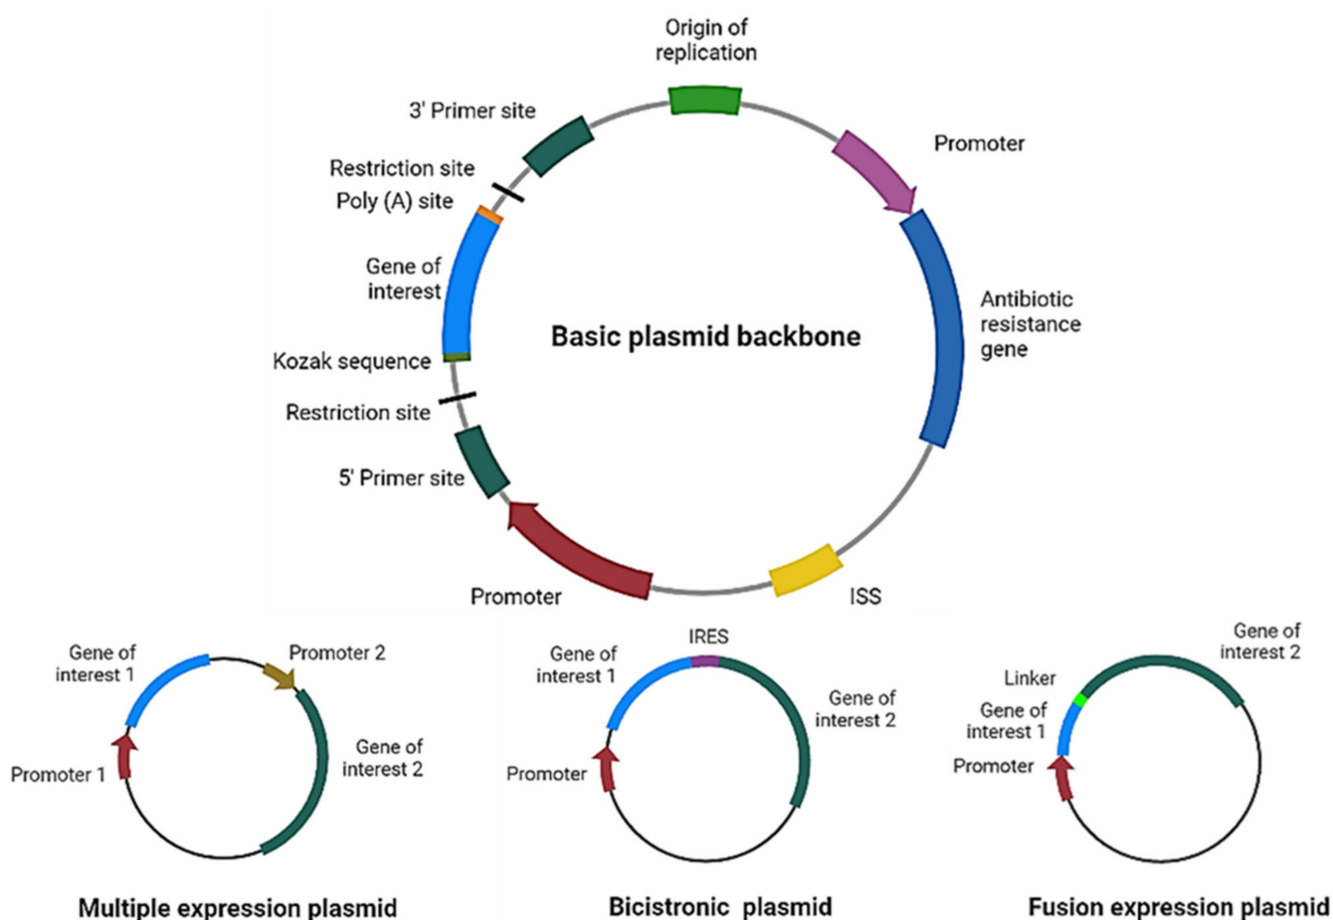 Origin of
replication
3' Primer site
Promoter
Restriction site
Poly (A) site
Gene of
interest
Antibiotic
resistance
gene
Basic plasmid backbone
Kozak sequence
Restriction site
5' Primer site
Promoter
ISS
Gene of
interest 1
Promoter 2
Promoter 1
Gene of
interest 2
Multiple expression plasmid
IRES
Gene of
interest 1
Gene of
interest 2
Promoter
Bicistronic plasmid
Gene of
interest 2
Linker
Gene of
interest 1
Promoter
Fusion expression plasmid